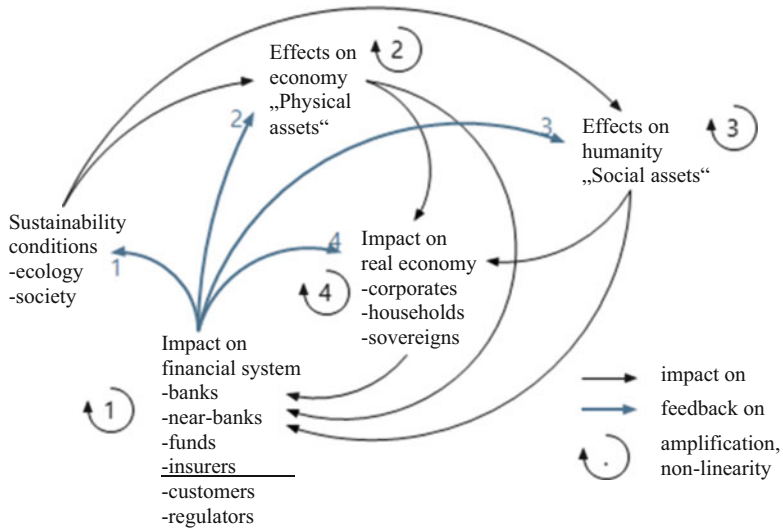 Effects on
economy
„Physical
assets“
2
2
3
Effects on
humanity
„Social assets“
3
Sustainability
conditions
-ecology
-society
1
4
Impact on
real economy
-corporates
-households
-sovereigns
4
Impact on
financial system
-banks
-near-banks
-funds
-insurers
-customers
-regulators
1
impact on
feedback on
.
amplification,
non-linearity